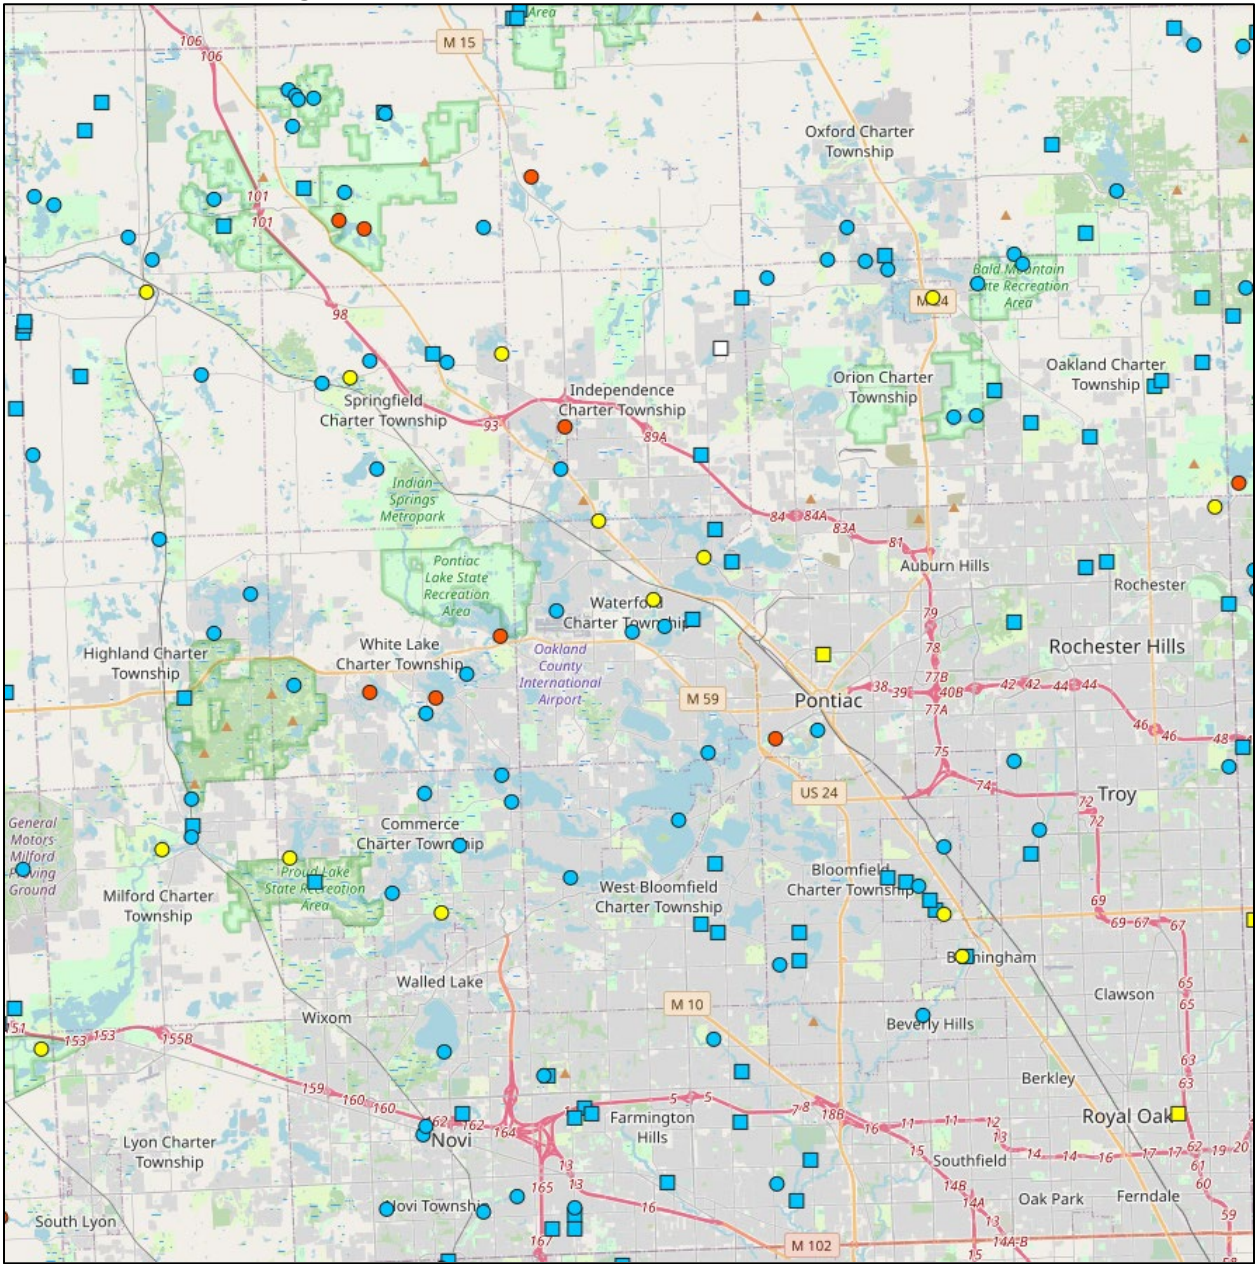 Area
M 15
106
106
Oxford Charter
Township
101
101
Bald Mountain
State Recreation
Area
98
Oakland Charter
Township
Orion Charter
Township
Independence
Charter Township
Springfield
Charter Township
93
89A
Indian
Springs
Metropark
84 84A
83A
81
Auburn Hills
Pontiac
Lake State
Recreation
Area
Rochester
Waterford
Charter Township
79
78
White Lake
Charter Township
Highland Charter
Township
Oakland
County
International
Airport
Rochester Hills
77B
38 39 40B 42 42 44 44
77A
M 59
Pontiac
46 46 48
75
74
US 24
Troy
72
72
General
Motors
Milford
Proving
Ground
Commerce
Charter Township
Bloomfield
Charter Township
Proud Lake
State Recreation
Area
West Bloomfield
Charter Township
Milford Charter
Township
69
69 67 67
Birmingham
Walled Lake
65
65
Clawson
M 10
Wixom
Beverly Hills
151 153 153 155B
63
63
Berkley
159 160 160
5 5
7 8 18B
Royal Oak
162 162 164
Novi
Farmington
Hills
16 11 11 12
13
14 14 16 17 17 62 19 20
Lyon Charter
Township
15
Southfield
13
13
165
16
14B
14A
61
60
Oak Park
Ferndale
Novi Township
South Lyon
13
59
167
M 102
14A-B
15